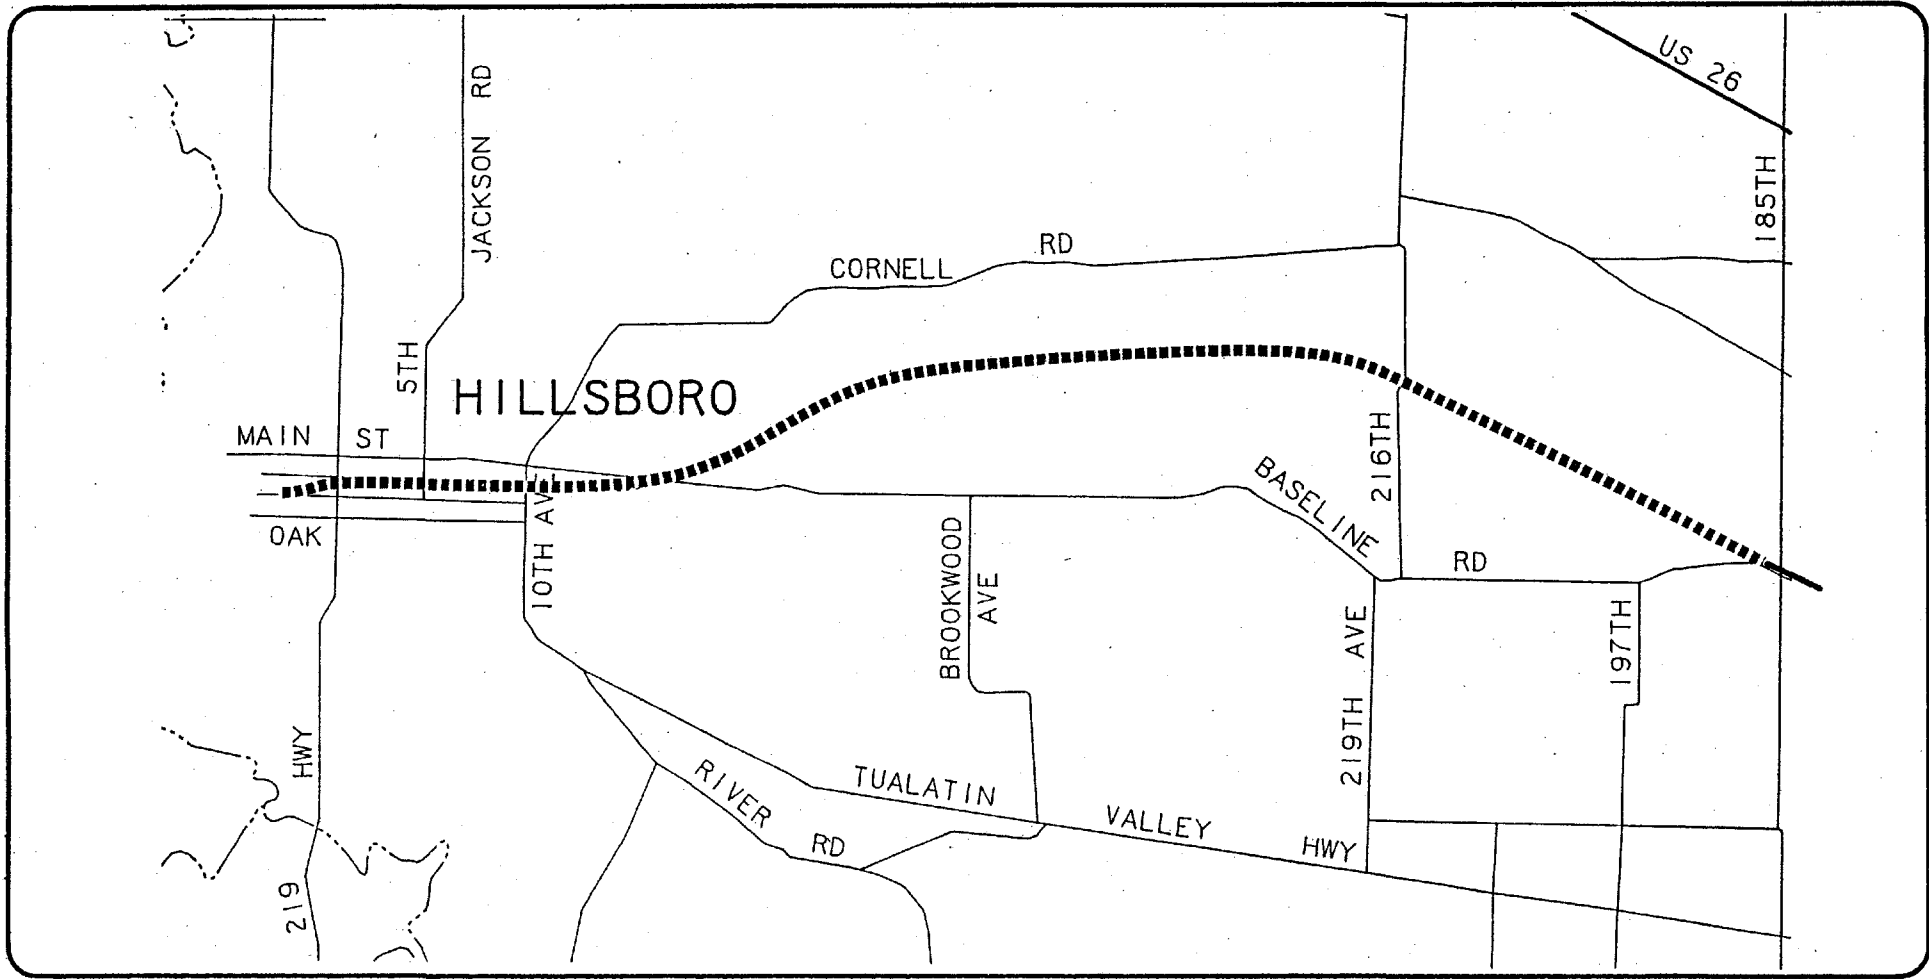 US 26
JACKSON RD
185TH
CORNELL RD
5TH
HILLSBORO
MAIN ST
216TH
BASELINE RD
OAK
10TH AVE
BROOKWOOD AVE
219TH AVE
197TH
HWY 219
RIVER RD
TUALATIN VALLEY HWY